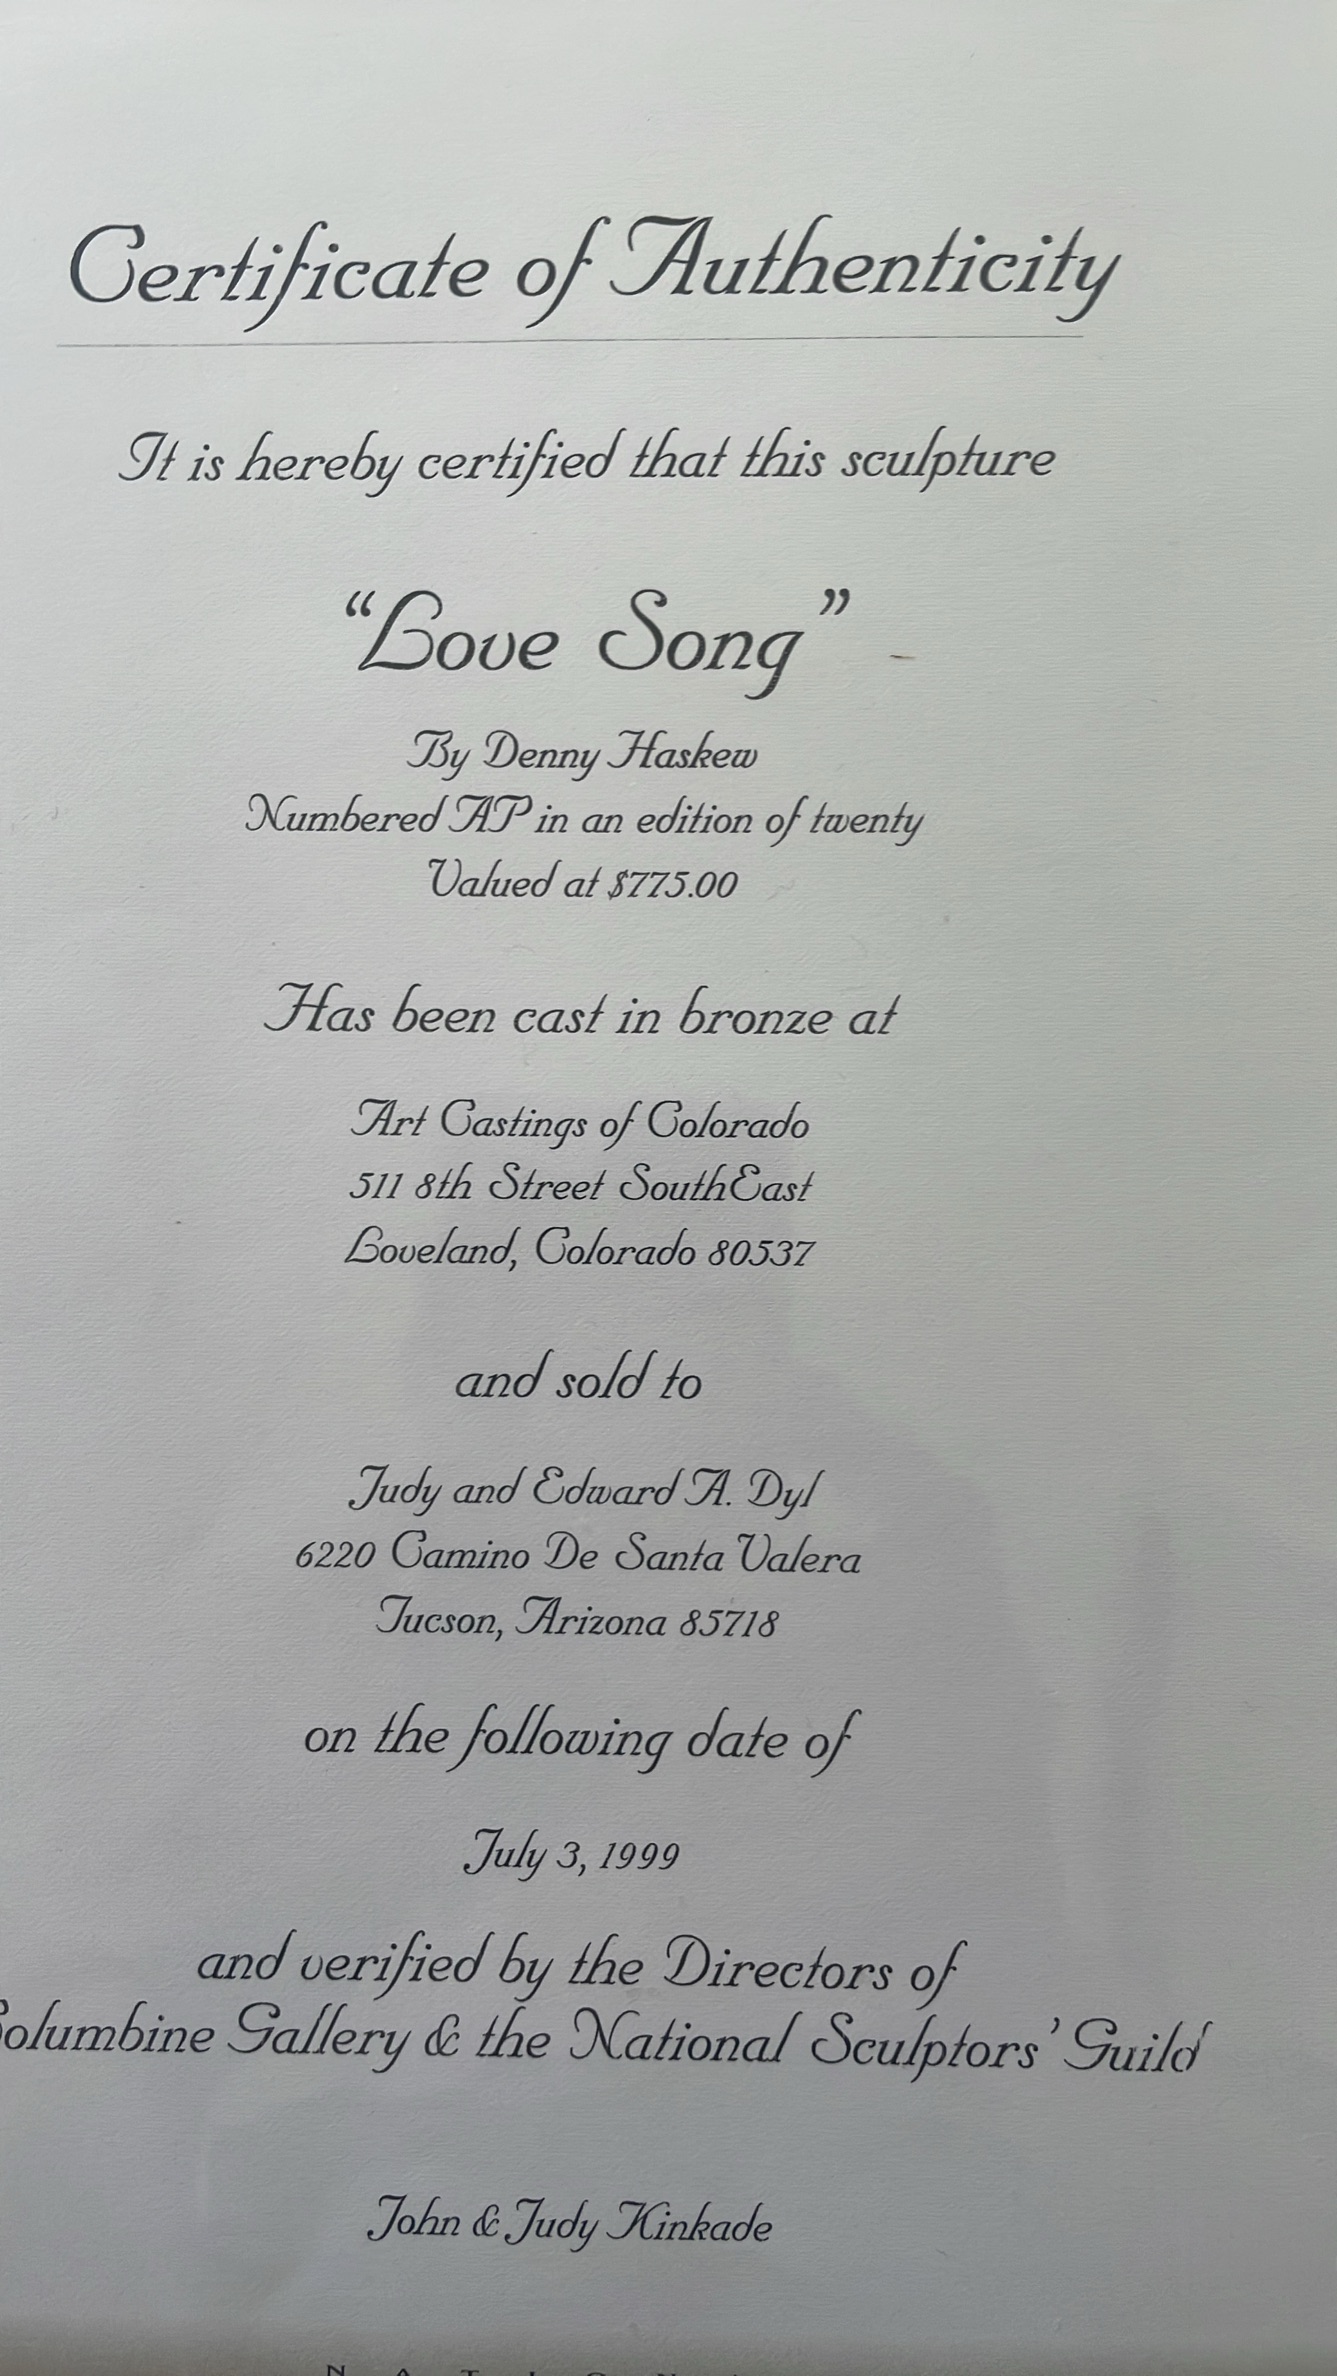 Certificate of Authenticity
It is hereby certified that this sculpture
“Love Song”
By Denny Haskew
Numbered AP in an edition of twenty
Valued at $775.00
Has been cast in bronze at
Art Castings of Colorado
511 8th Street SouthEast
Loveland, Colorado 80537
and sold to
Judy and Edward A. Dyl
6220 Camino De Santa Valera
Tucson, Arizona 85718
on the following date of
July 3, 1999
and verified by the Directors of
Columbine Gallery & the National Sculptors’ Guild
John & Judy Kinkade